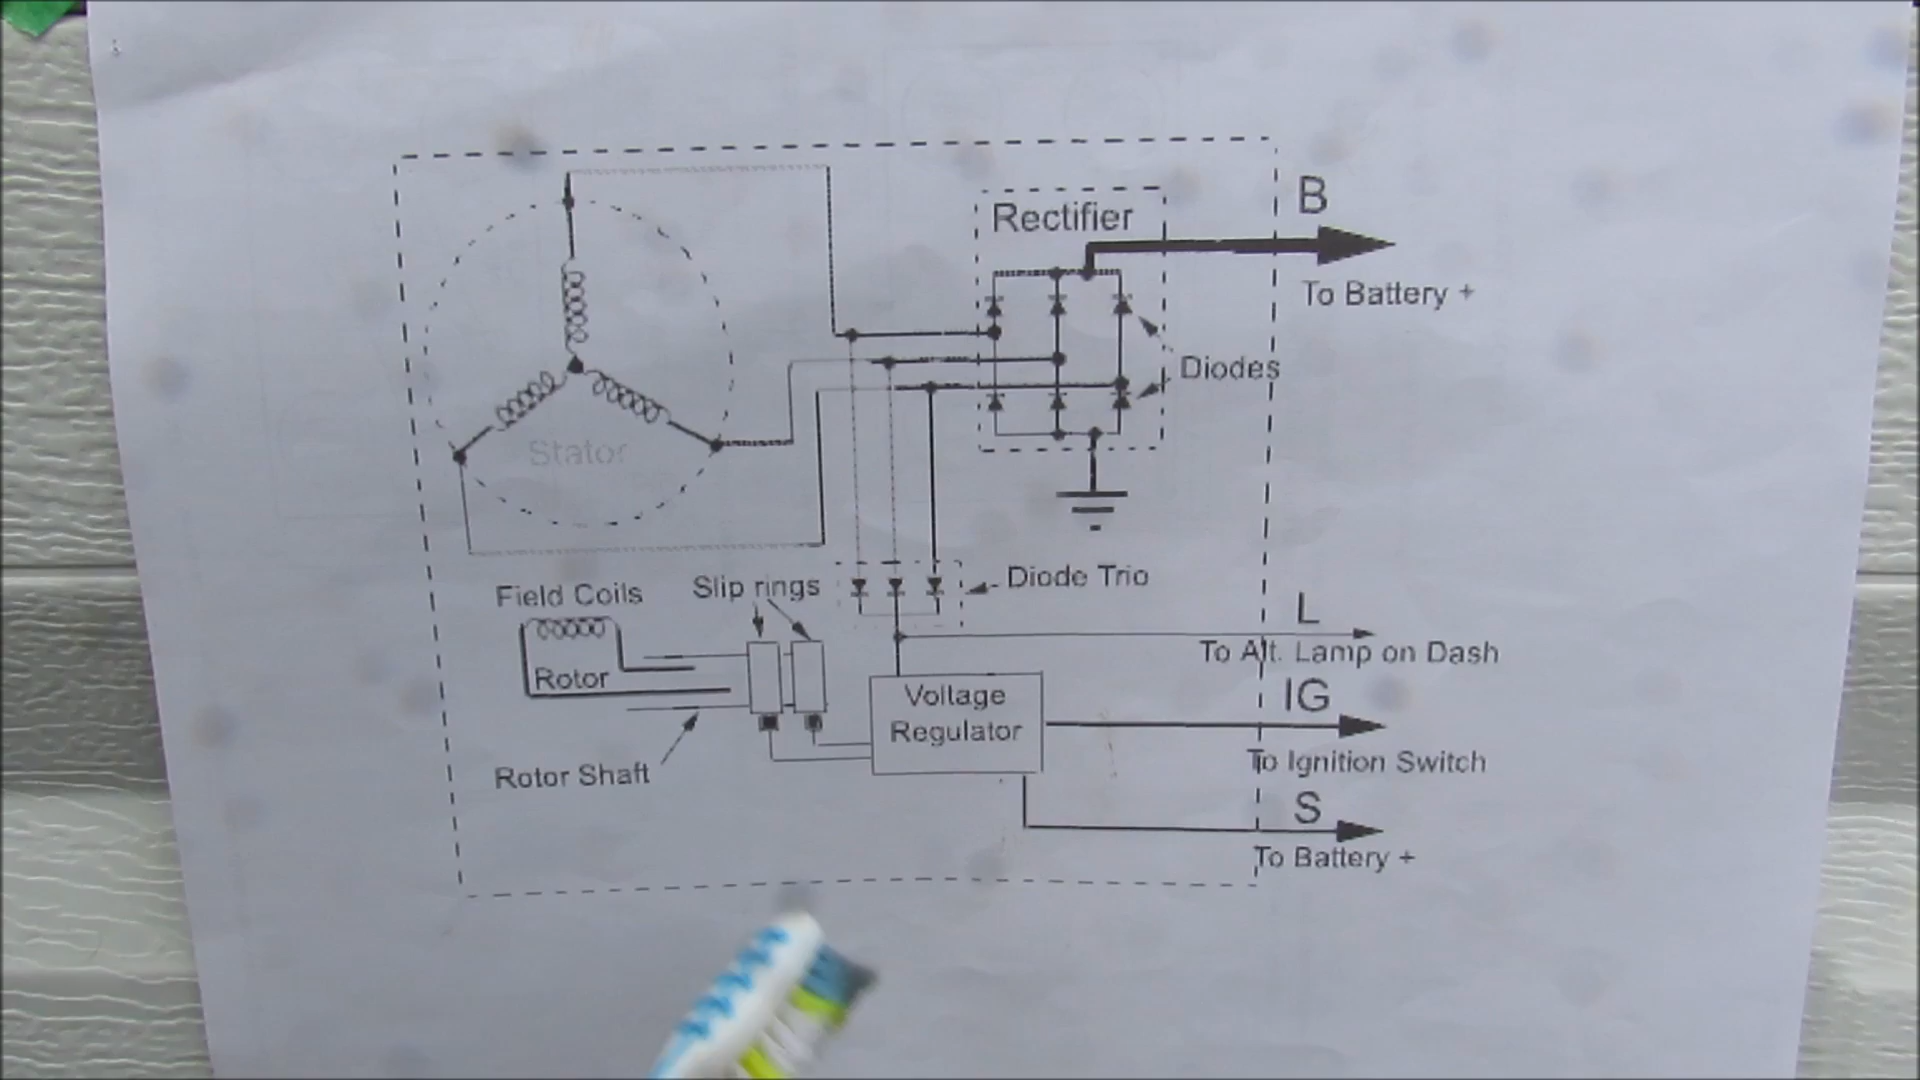 Rectifier
B
To Battery +
Diodes
Stator
Diode Trio
Field Coils
Slip rings
L
To Alt. Lamp on Dash
Rotor
Voltage
Regulator
IG
To Ignition Switch
Rotor Shaft
S
To Battery +